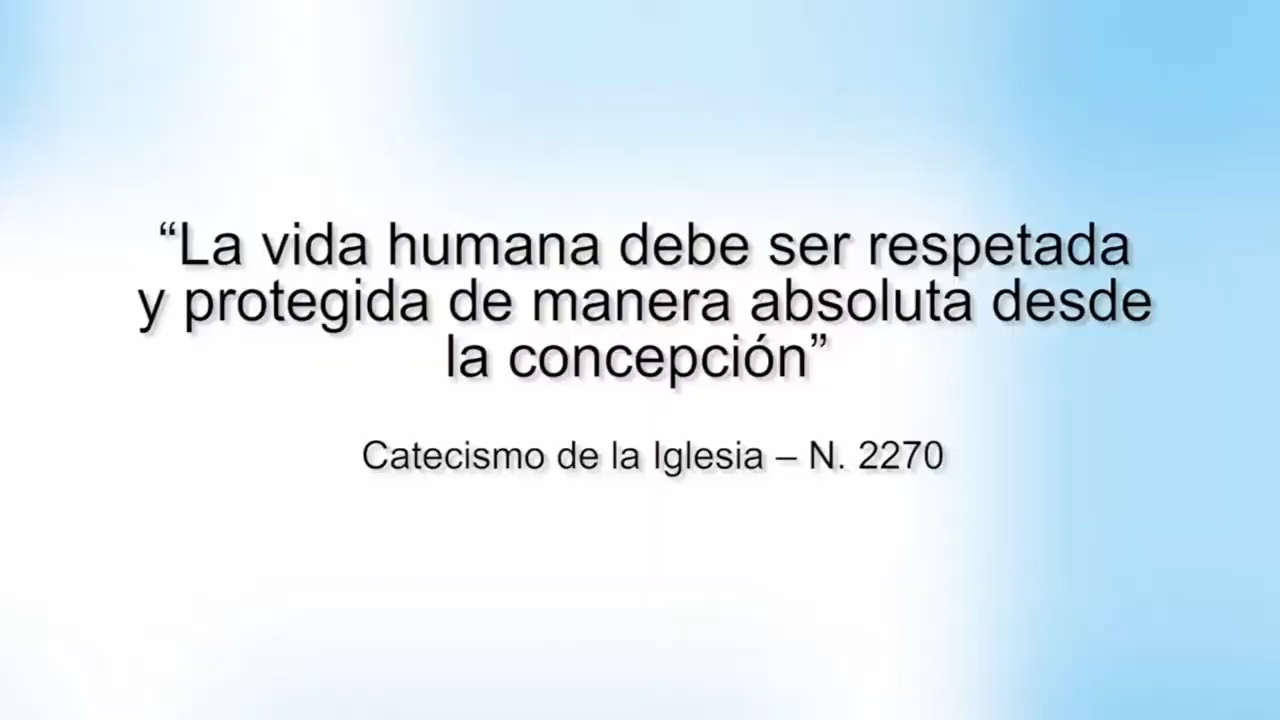 “La vida humana debe ser respetada
y protegida de manera absoluta desde
la concepción”
Catecismo de la Iglesia – N. 2270